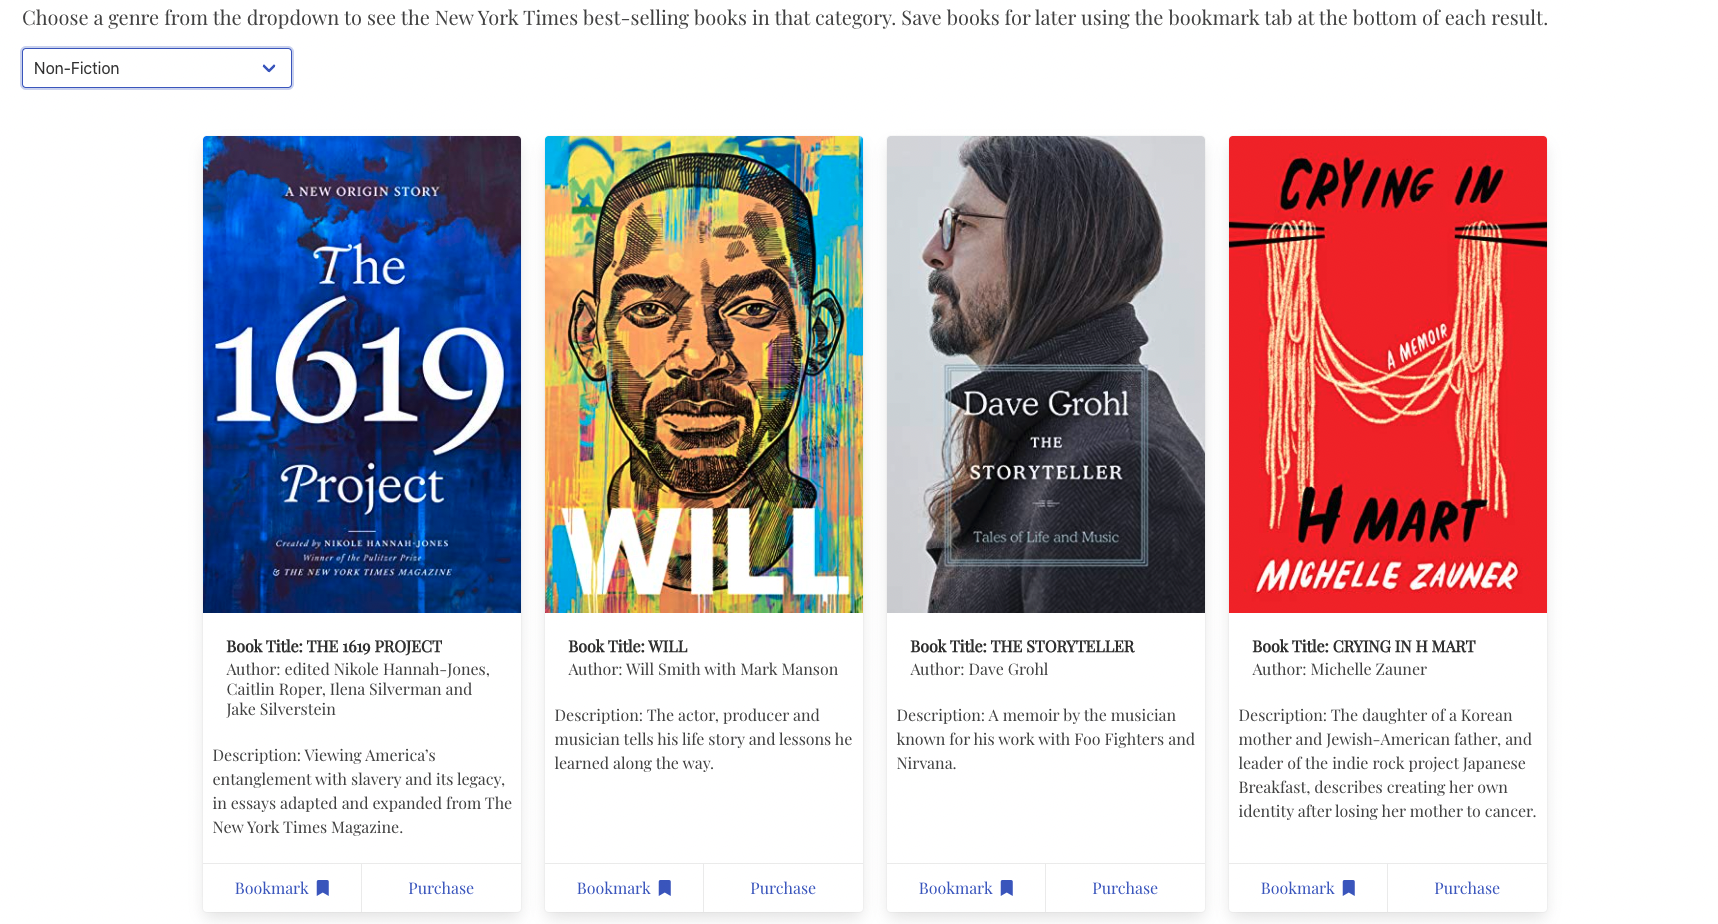 Choose a genre from the dropdown to see the New York Times best-selling books in that category. Save books for later using the bookmark tab at the bottom of each result.
Non-Fiction
A NEW ORIGIN STORY
The
1619
Project
Created by NIKOLE HANNAH-JONES
Winner of the Pulitzer Prize
& THE NEW YORK TIMES MAGAZINE
Book Title: THE 1619 PROJECT
Author: edited Nikole Hannah-Jones,
Caitlin Roper, Ilena Silverman and
Jake Silverstein
Description: Viewing America’s
entanglement with slavery and its legacy,
in essays adapted and expanded from The
New York Times Magazine.
Bookmark
Purchase
WILL
Book Title: WILL
Author: Will Smith with Mark Manson
Description: The actor, producer and
musician tells his life story and lessons he
learned along the way.
Bookmark
Purchase
Dave Grohl
THE
STORYTELLER
Tales of Life and Music
Book Title: THE STORYTELLER
Author: Dave Grohl
Description: A memoir by the musician
known for his work with Foo Fighters and
Nirvana.
Bookmark
Purchase
CRYING IN
A MEMOIR
H MART
MICHELLE ZAUNER
Book Title: CRYING IN H MART
Author: Michelle Zauner
Description: The daughter of a Korean
mother and Jewish-American father, and
leader of the indie rock project Japanese
Breakfast, describes creating her own
identity after losing her mother to cancer.
Bookmark
Purchase